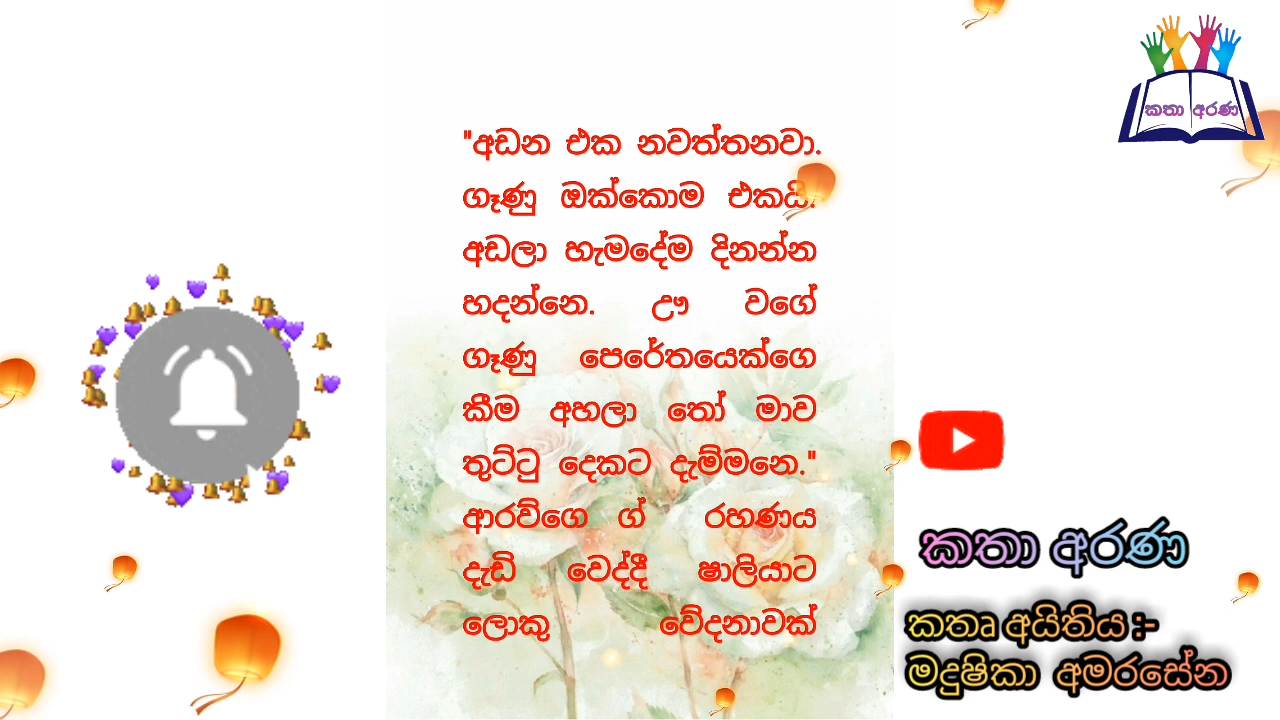 "අඩන එක නවත්තනවා.
ගෑණු ඔක්කොම එකයි.
අඩලා හැමදේම දිනන්න
හදන්නෙ. ඌ වගේ
ගෑණු පෙරේතයෙක්ගෙ
කීම අහලා තෝ මාව
තුට්ටු දෙකට දැම්මනෙ."
ආරව්ගෙ ග්‍ රහණය
දැඩි වෙද්දී ෂාලියාට
ලොකු වේදනාවක්
කතා අරණ
කතා අරණ
කතෘ අයිතිය :-
මදුෂිකා අමරසේන